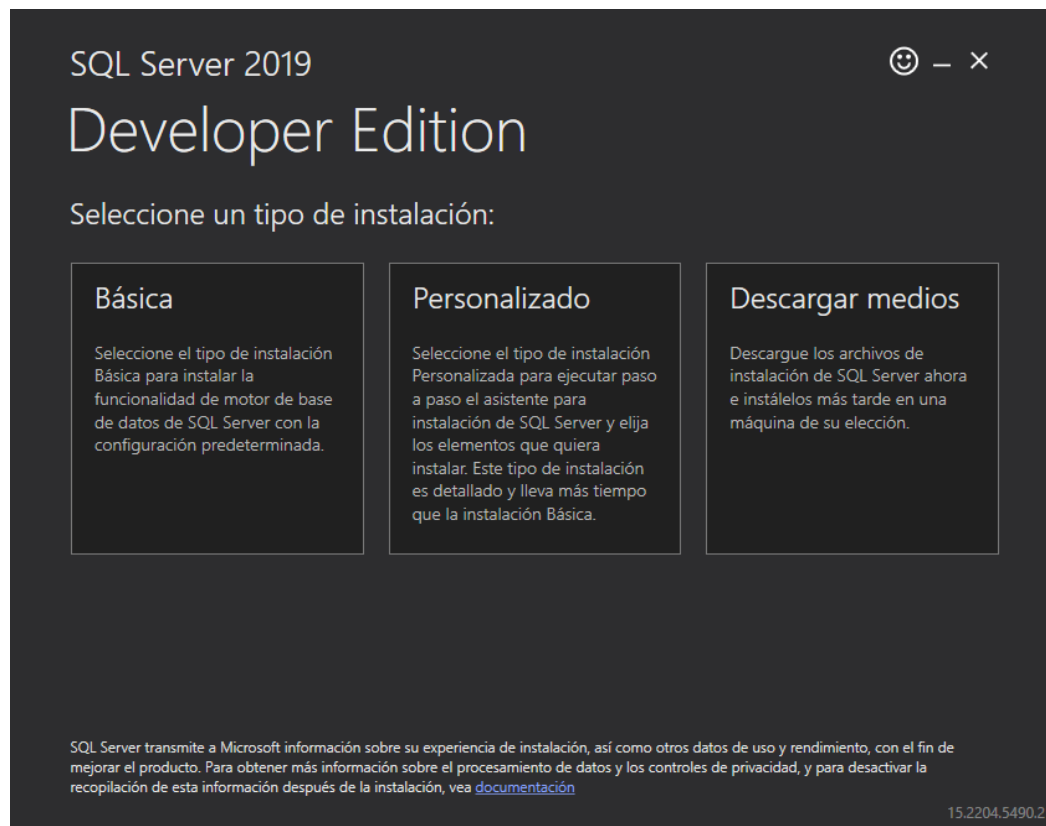 SQL Server 2019
Developer Edition
Seleccione un tipo de instalación:
Básica
Seleccione el tipo de instalación
Básica para instalar la
funcionalidad de motor de base
de datos de SQL Server con la
configuración predeterminada.
Personalizado
Seleccione el tipo de instalación
Personalizada para ejecutar paso
a paso el asistente para
instalación de SQL Server y elija
los elementos que quiera
instalar. Este tipo de instalación
es detallado y lleva más tiempo
que la instalación Básica.
Descargar medios
Descargue los archivos de
instalación de SQL Server ahora
e instálelos más tarde en una
máquina de su elección.
SQL Server transmite a Microsoft información sobre su experiencia de instalación, así como otros datos de uso y rendimiento, con el fin de
mejorar el producto. Para obtener más información sobre el procesamiento de datos y los controles de privacidad, y para desactivar la
recopilación de esta información después de la instalación, vea documentación
15.2204.5490.2